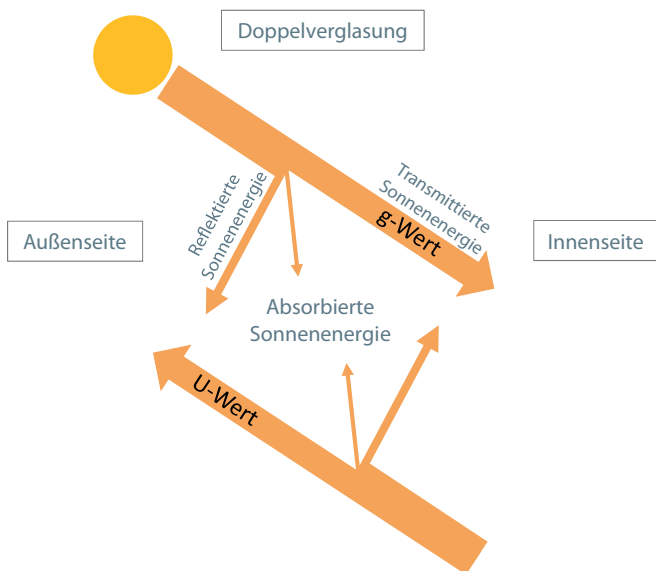 Doppelverglasung
Transmittierte
Sonnenenergie
g-Wert
Reflektierte
Sonnenenergie
Außenseite
Innenseite
Absorbierte
Sonnenenergie
U-Wert